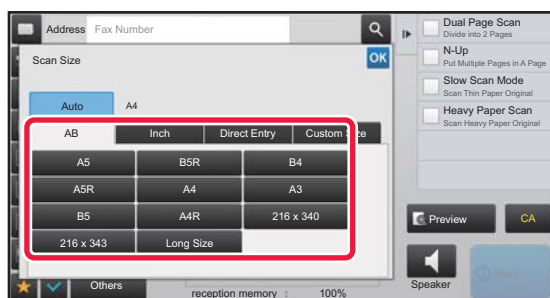 Address Fax Number
Scan Size
OK
Auto A4
AB Inch Direct Entry Custom Size
A5 B5R B4
A5R A4 A3
B5 A4R 216 x 340
216 x 343 Long Size
Others
reception memory : 100%
Dual Page Scan
Divide into 2 Pages
N-Up
Put Multiple Pages in A Page
Slow Scan Mode
Scan Thin Paper Original
Heavy Paper Scan
Scan Heavy Paper Original
Preview CA
Speaker Start